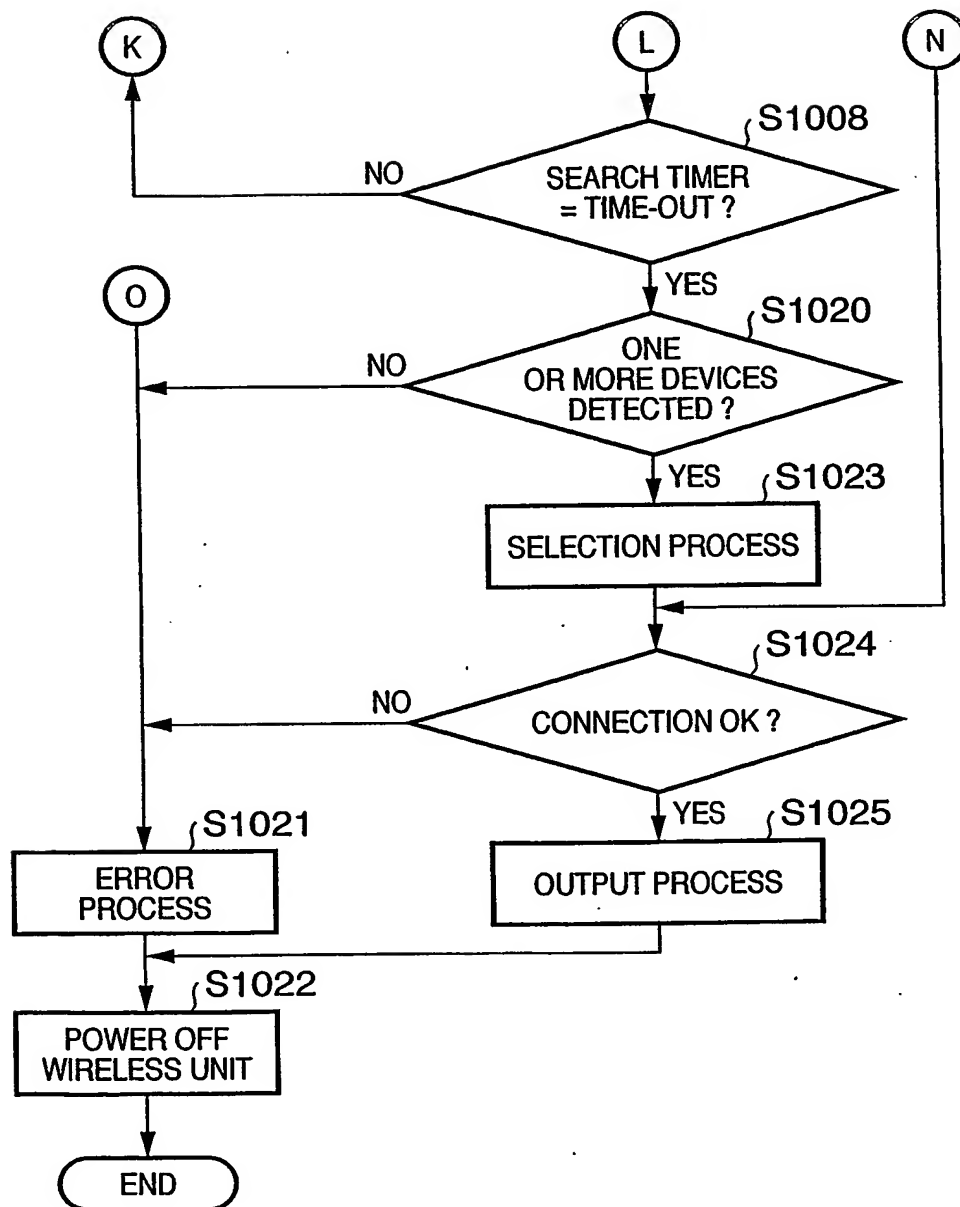 K
L
N
S1008
NO
SEARCH TIMER
= TIME-OUT ?
YES
O
S1020
NO
ONE
OR MORE DEVICES
DETECTED ?
YES
S1023
SELECTION PROCESS
S1024
NO
CONNECTION OK ?
YES
S1021
S1025
ERROR
PROCESS
OUTPUT PROCESS
S1022
POWER OFF
WIRELESS UNIT
END